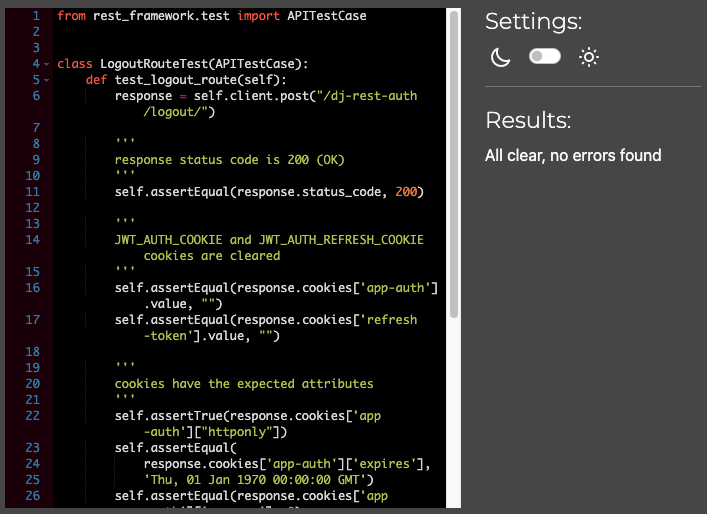 Settings:
Results:
All clear, no errors found
1 from rest_framework.test import APITestCase
2
3
4 class LogoutRouteTest(APITestCase):
5 def test_logout_route(self):
6 response = self.client.post("/dj-rest-auth
/logout/")
7
8 '''
9 response status code is 200 (OK)
10 '''
11 self.assertEqual(response.status_code, 200)
12
13 '''
14 JWT_AUTH_COOKIE and JWT_AUTH_REFRESH_COOKIE
cookies are cleared
15 '''
16 self.assertEqual(response.cookies['app-auth']
.value, "")
17 self.assertEqual(response.cookies['refresh
-token'].value, "")
18
19 '''
20 cookies have the expected attributes
21 '''
22 self.assertTrue(response.cookies['app
-auth']["httponly"])
23 self.assertEqual(
24 response.cookies['app-auth']['expires'],
25 'Thu, 01 Jan 1970 00:00:00 GMT')
26 self.assertEqual(response.cookies['app